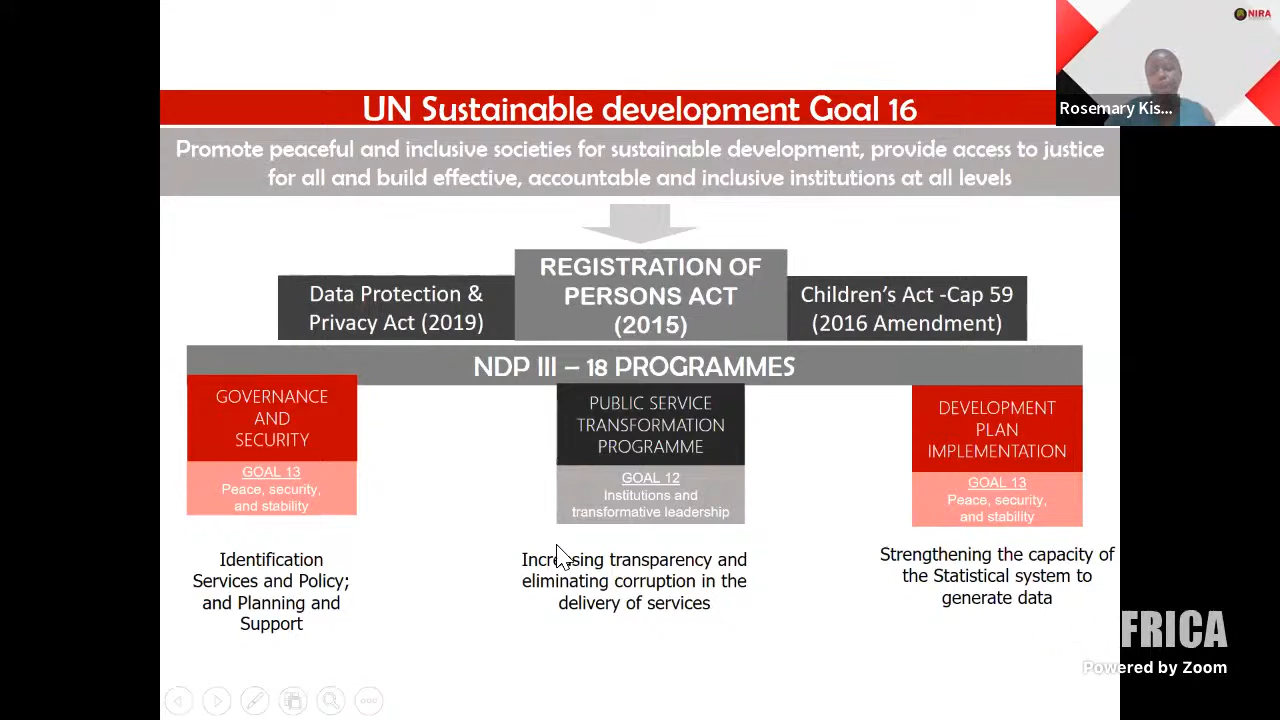 NIRA
Rosemary Kis...
UN Sustainable development Goal 16
Promote peaceful and inclusive societies for sustainable development, provide access to justice
for all and build effective, accountable and inclusive institutions at all levels
Data Protection &
Privacy Act (2019)
REGISTRATION OF
PERSONS ACT
(2015)
Children's Act -Cap 59
(2016 Amendment)
NDP III – 18 PROGRAMMES
GOVERNANCE
AND
SECURITY
GOAL 13
Peace, security,
and stability
Identification
Services and Policy;
and Planning and
Support
PUBLIC SERVICE
TRANSFORMATION
PROGRAMME
GOAL 12
Institutions and
transformative leadership
Increasing transparency and
eliminating corruption in the
delivery of services
DEVELOPMENT
PLAN
IMPLEMENTATION
GOAL 13
Peace, security,
and stability
Strengthening the capacity of
the Statistical system to
generate data
FRICA
Powered by Zoom